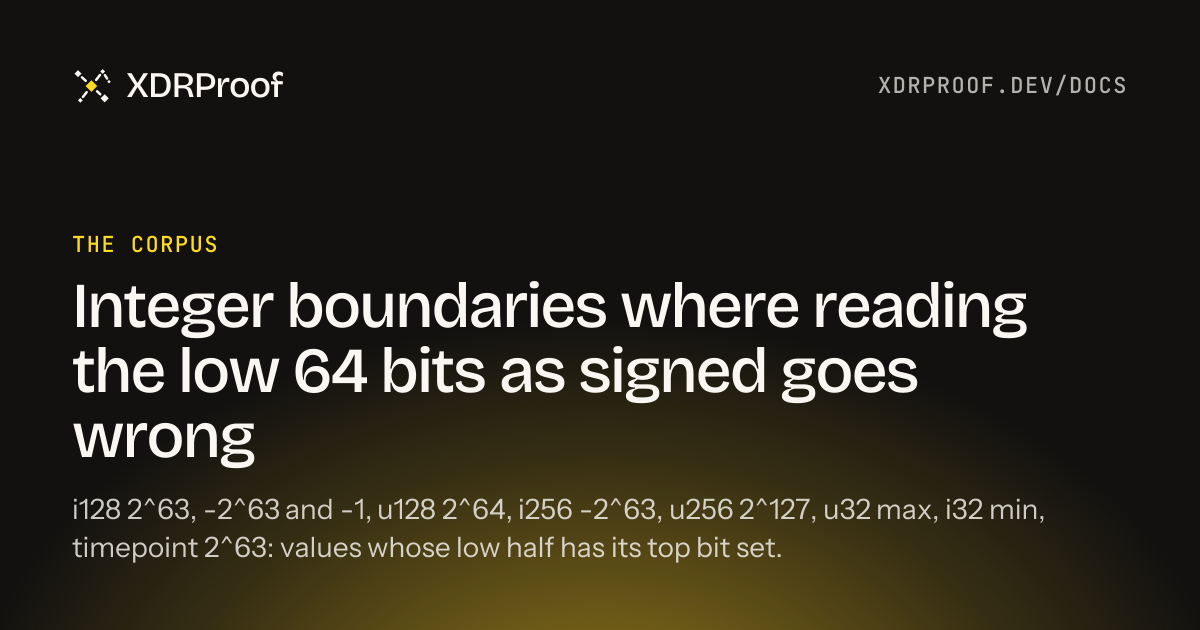 XDRProof
XDRPROOF.DEV/DOCS
THE CORPUS
Integer boundaries where reading
the low 64 bits as signed goes
wrong
i128 2^63, -2^63 and -1, u128 2^64, i256 -2^63, u256 2^127, u32 max, i32 min,
timepoint 2^63: values whose low half has its top bit set.